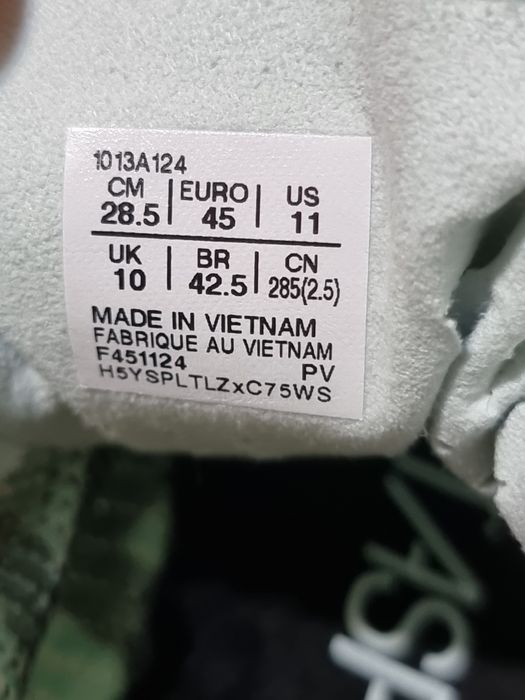 1013A124
CM | EURO | US
28.5 | 45 | 11
UK | BR | CN
10 | 42.5 | 285(2.5)
MADE IN VIETNAM
FABRIQUE AU VIETNAM
F451124 PV
H5YSPLTLZxC75WS